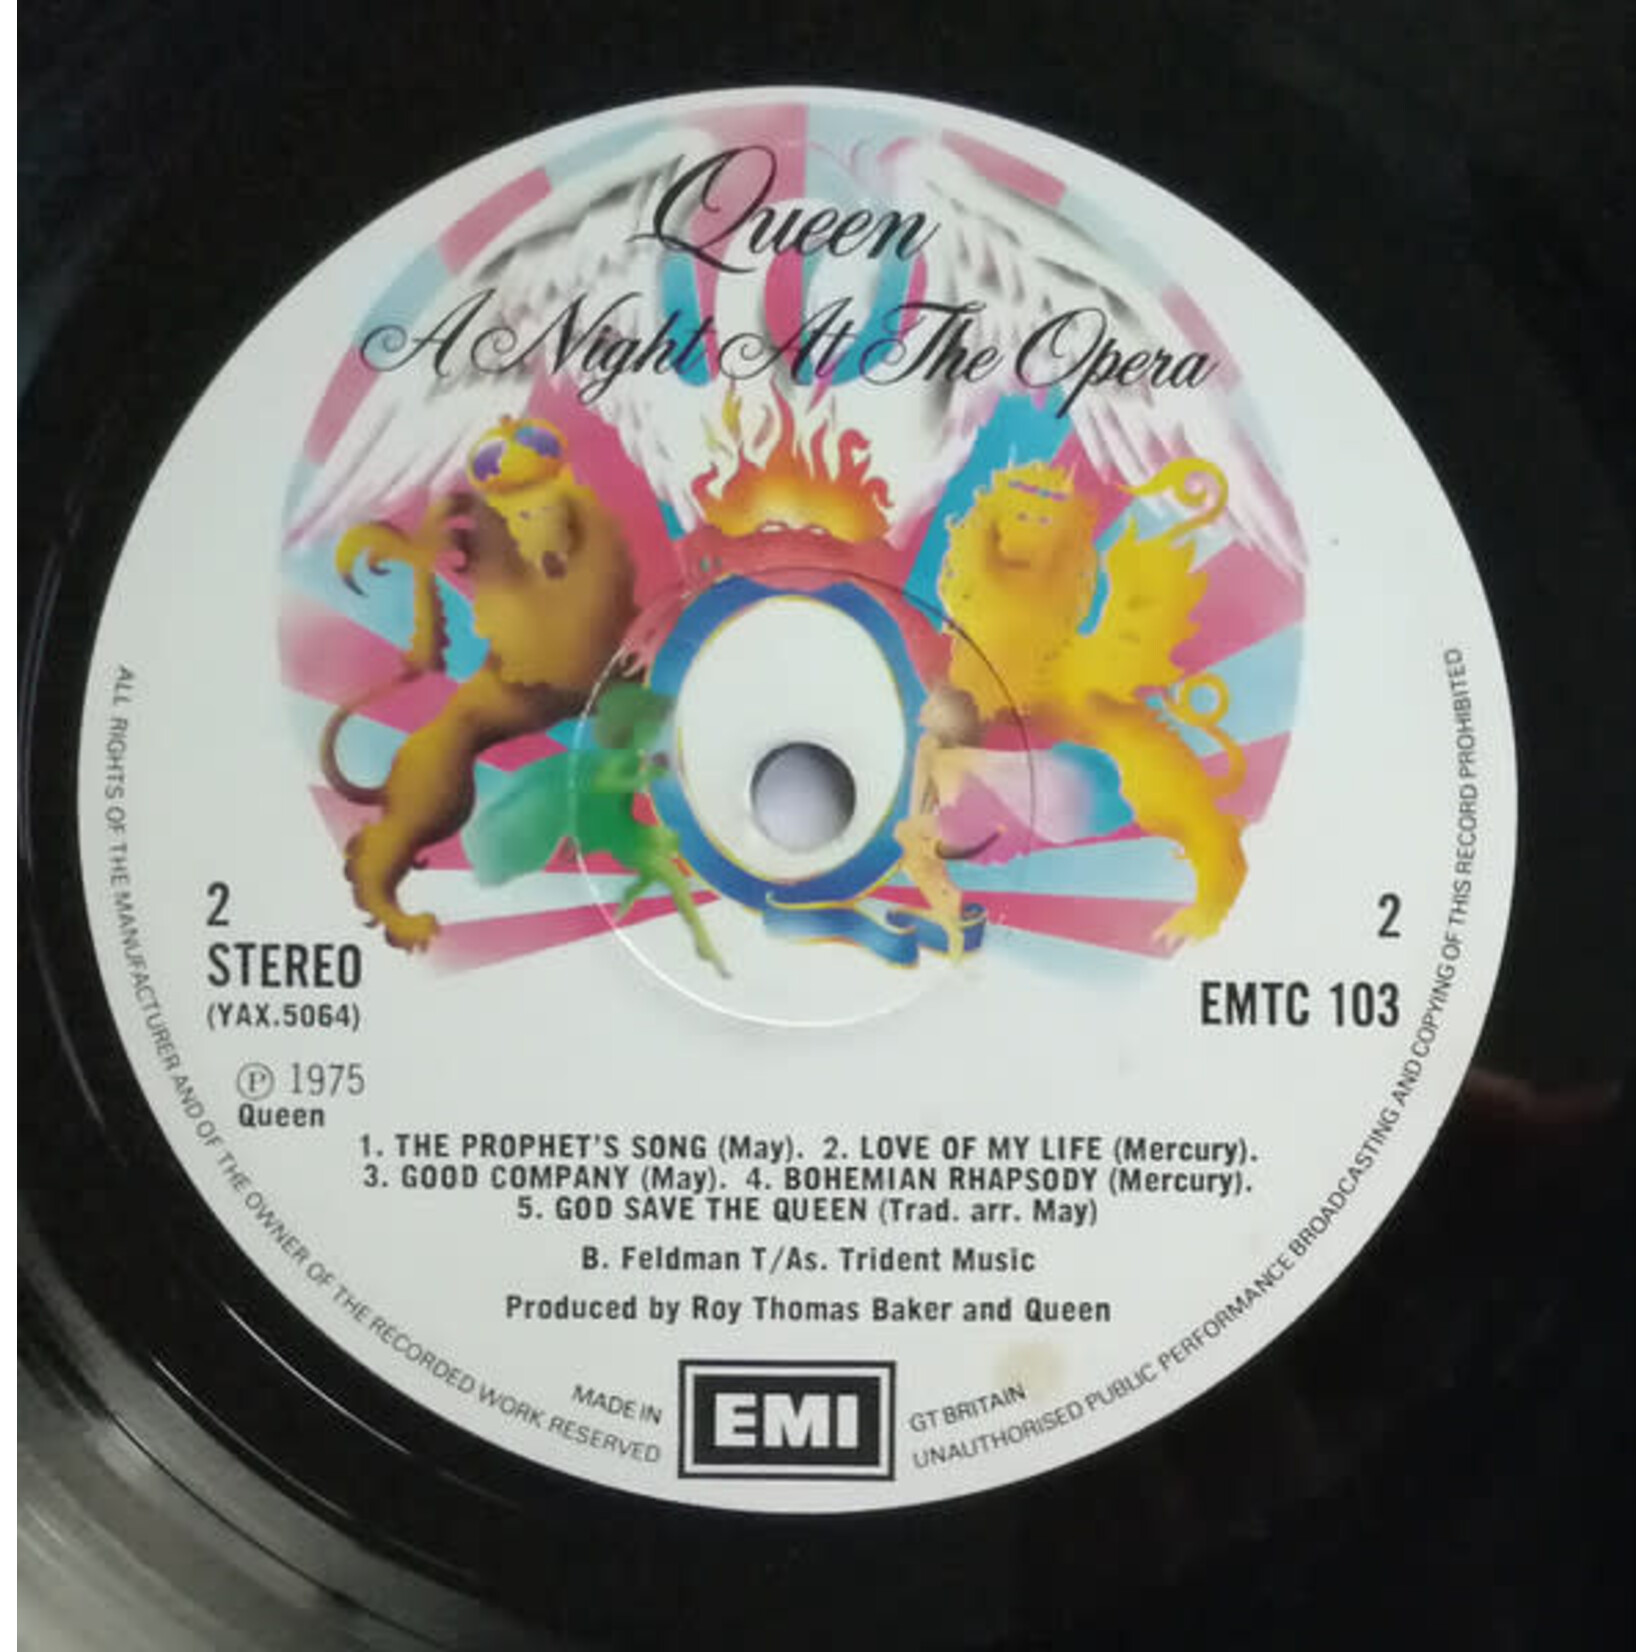 Queen
A Night At The Opera
2
STEREO
(YAX.5064)
2
EMTC 103
Ⓟ 1975
Queen
1. THE PROPHET'S SONG (May). 2. LOVE OF MY LIFE (Mercury).
3. GOOD COMPANY (May). 4. BOHEMIAN RHAPSODY (Mercury).
5. GOD SAVE THE QUEEN (Trad. arr. May)
B. Feldman T/As. Trident Music
Produced by Roy Thomas Baker and Queen
MADE IN
EMI
GT BRITAIN
ALL RIGHTS OF THE MANUFACTURER AND OF THE OWNER OF THE RECORDED WORK RESERVED
UNAUTHORISED PUBLIC PERFORMANCE BROADCASTING AND COPYING OF THIS RECORD PROHIBITED